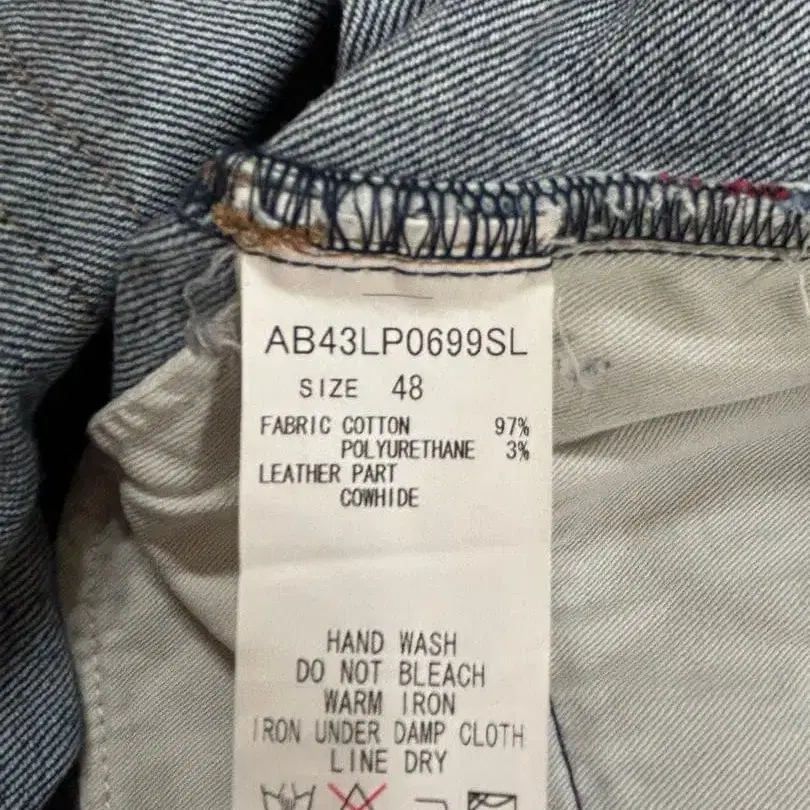 AB43LP0699SL
SIZE 48
FABRIC COTTON 97%
POLYURETHANE 3%
LEATHER PART
COWHIDE
HAND WASH
DO NOT BLEACH
WARM IRON
IRON UNDER DAMP CLOTH
LINE DRY